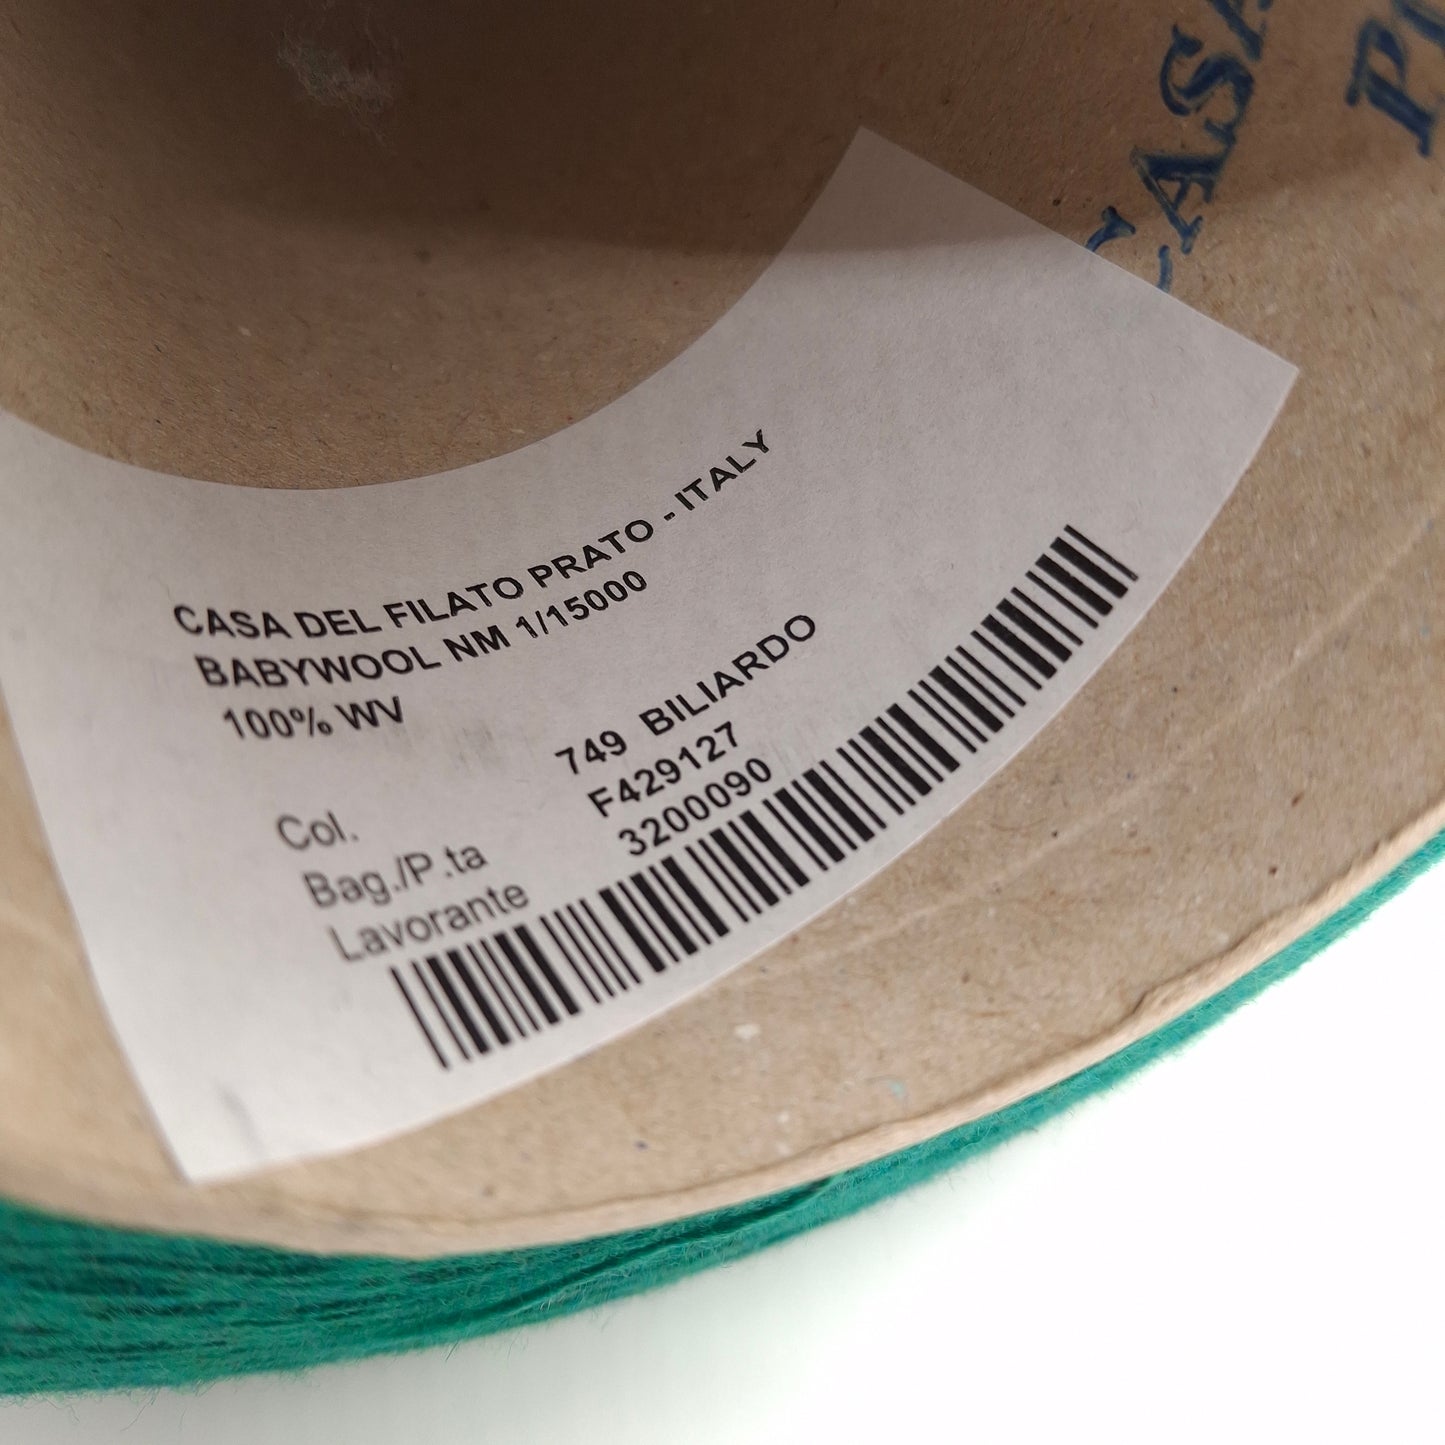 CASA
CASA DEL FILATO PRATO - ITALY
BABYWOOL NM 1/15000
100% WV
Col. 749 BILIARDO
Bag./P.ta F429127
Lavorante 3200090